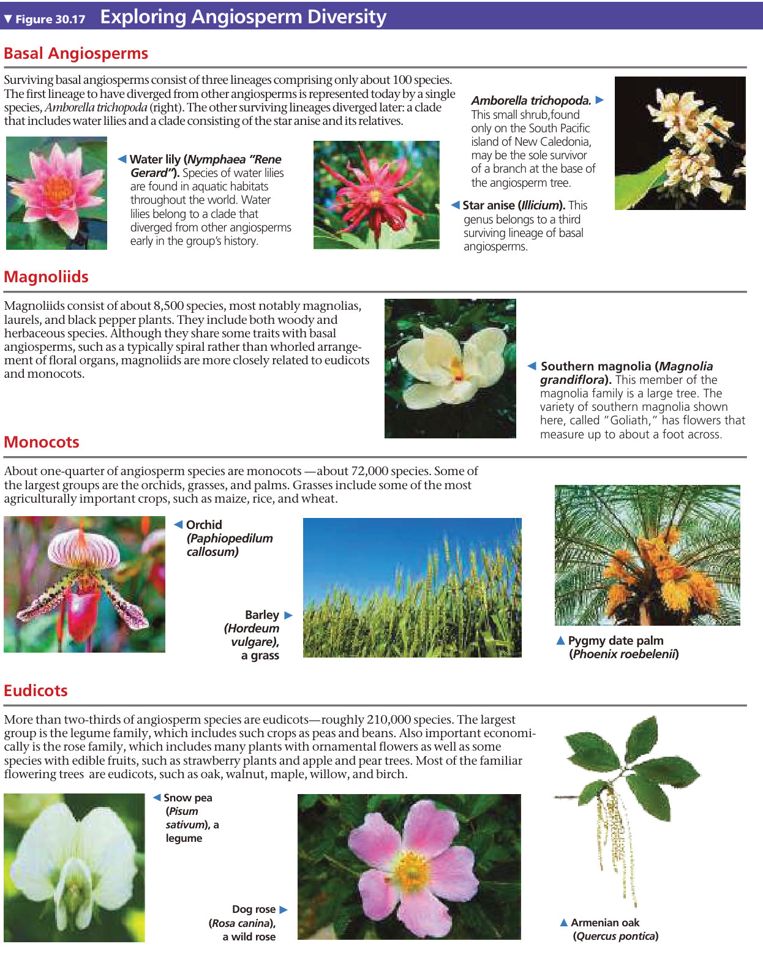 ▼ Figure 30.17 Exploring Angiosperm Diversity
Basal Angiosperms
Surviving basal angiosperms consist of three lineages comprising only about 100 species.
The first lineage to have diverged from other angiosperms is represented today by a single
species, Amborella trichopoda (right). The other surviving lineages diverged later: a clade
that includes water lilies and a clade consisting of the star anise and its relatives.
◀ Water lily (Nymphaea “Rene
Gerard”). Species of water lilies
are found in aquatic habitats
throughout the world. Water
lilies belong to a clade that
diverged from other angiosperms
early in the group's history.
Amborella trichopoda. ▶
This small shrub,found
only on the South Pacific
island of New Caledonia,
may be the sole survivor
of a branch at the base of
the angiosperm tree.
◀ Star anise (Illicium). This
genus belongs to a third
surviving lineage of basal
angiosperms.
Magnoliids
Magnoliids consist of about 8,500 species, most notably magnolias,
laurels, and black pepper plants. They include both woody and
herbaceous species. Although they share some traits with basal
angiosperms, such as a typically spiral rather than whorled arrange-
ment of floral organs, magnoliids are more closely related to eudicots
and monocots.
◀ Southern magnolia (Magnolia
grandiflora). This member of the
magnolia family is a large tree. The
variety of southern magnolia shown
here, called “Goliath,” has flowers that
measure up to about a foot across.
Monocots
About one-quarter of angiosperm species are monocots —about 72,000 species. Some of
the largest groups are the orchids, grasses, and palms. Grasses include some of the most
agriculturally important crops, such as maize, rice, and wheat.
◀ Orchid
(Paphiopedilum
callosum)
Barley ▶
(Hordeum
vulgare),
a grass
▲ Pygmy date palm
(Phoenix roebelenii)
Eudicots
More than two-thirds of angiosperm species are eudicots—roughly 210,000 species. The largest
group is the legume family, which includes such crops as peas and beans. Also important economi-
cally is the rose family, which includes many plants with ornamental flowers as well as some
species with edible fruits, such as strawberry plants and apple and pear trees. Most of the familiar
flowering trees are eudicots, such as oak, walnut, maple, willow, and birch.
◀ Snow pea
(Pisum
sativum), a
legume
Dog rose ▶
(Rosa canina),
a wild rose
▲ Armenian oak
(Quercus pontica)